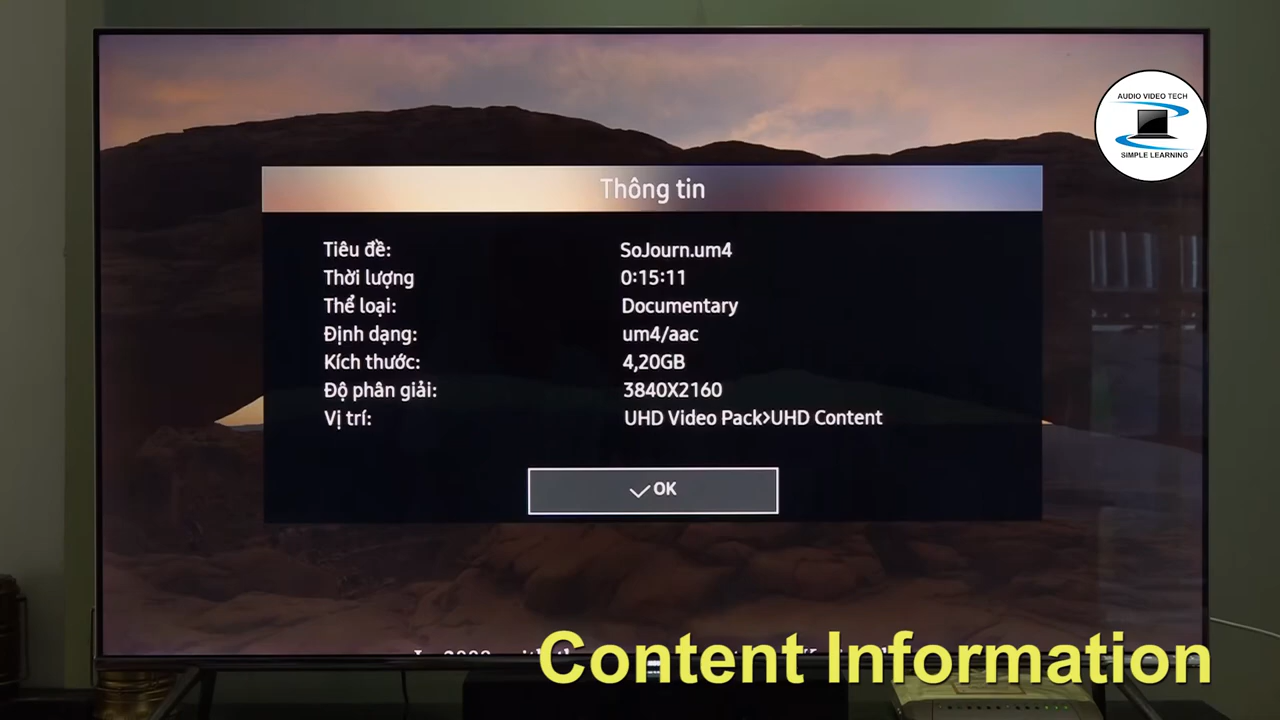 AUDIO VIDEO TECH
SIMPLE LEARNING
Thông tin
Tiêu đề: SoJourn.um4
Thời lượng 0:15:11
Thể loại: Documentary
Định dạng: um4/aac
Kích thước: 4,20GB
Độ phân giải: 3840X2160
Vị trí: UHD Video Pack>UHD Content
OK
Content Information